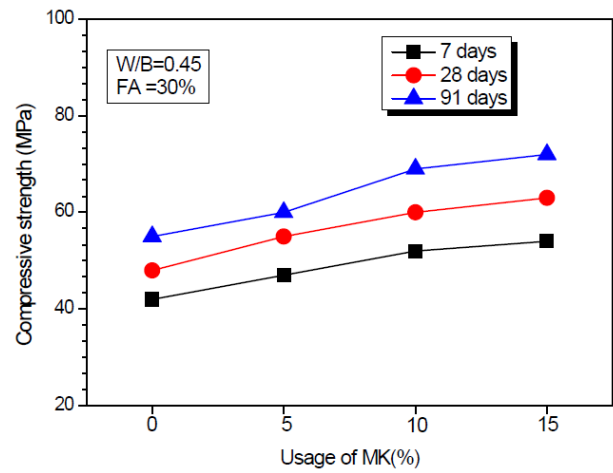 100
80
60
40
20
W/B=0.45
FA =30%
7 days
28 days
91 days
Compressive strength (MPa)
0 5 10 15
Usage of MK(%)